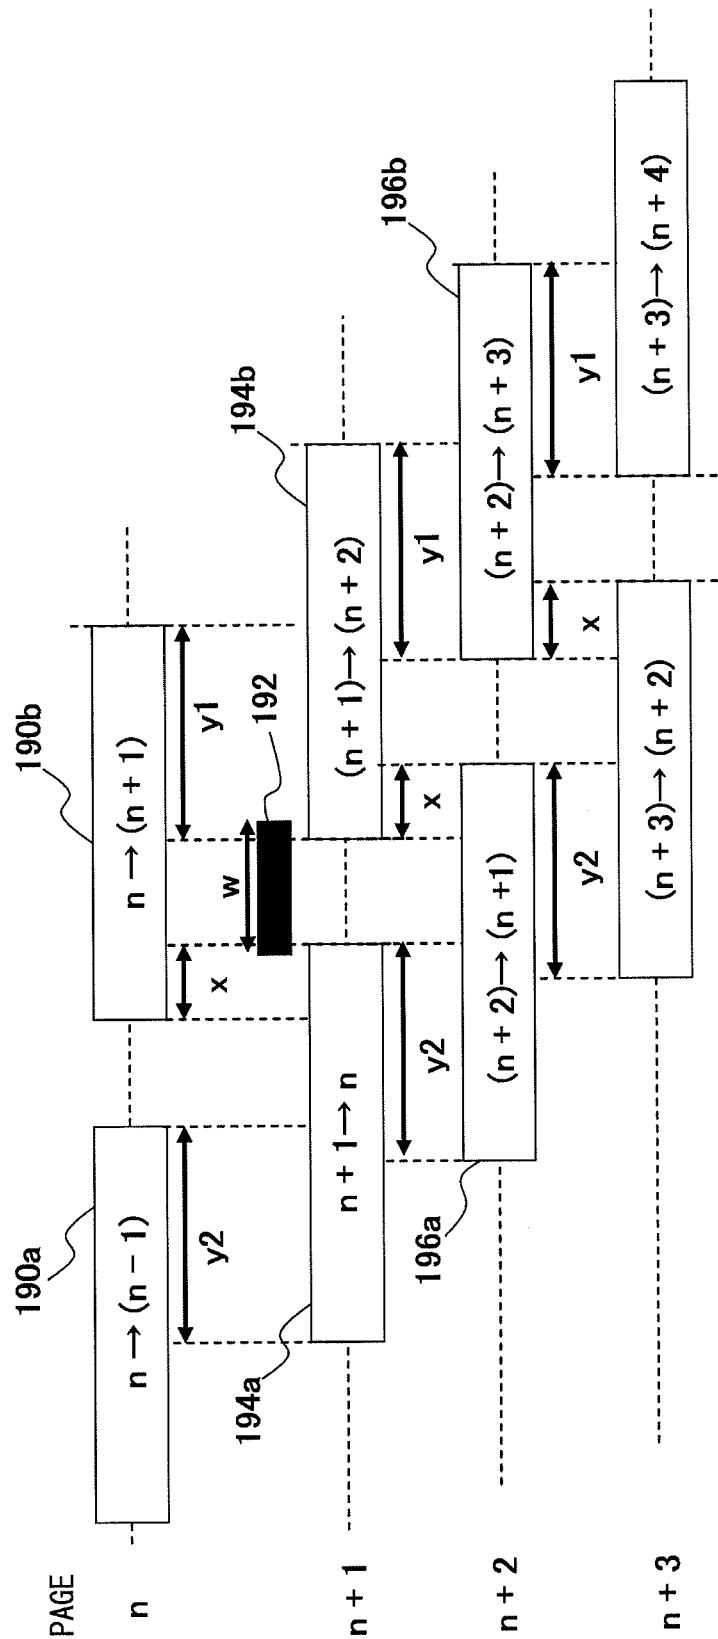 PAGE
n
190a
n → (n − 1)
y2
x
190b
n → (n + 1)
y1
w
192
n + 1
194a
n + 1 → n
y2
x
194b
(n + 1) → (n + 2)
y1
n + 2
196a
(n + 2) → (n +1)
y2
x
196b
(n + 2) → (n + 3)
y1
n + 3
(n + 3) → (n + 2)
(n + 3) → (n + 4)